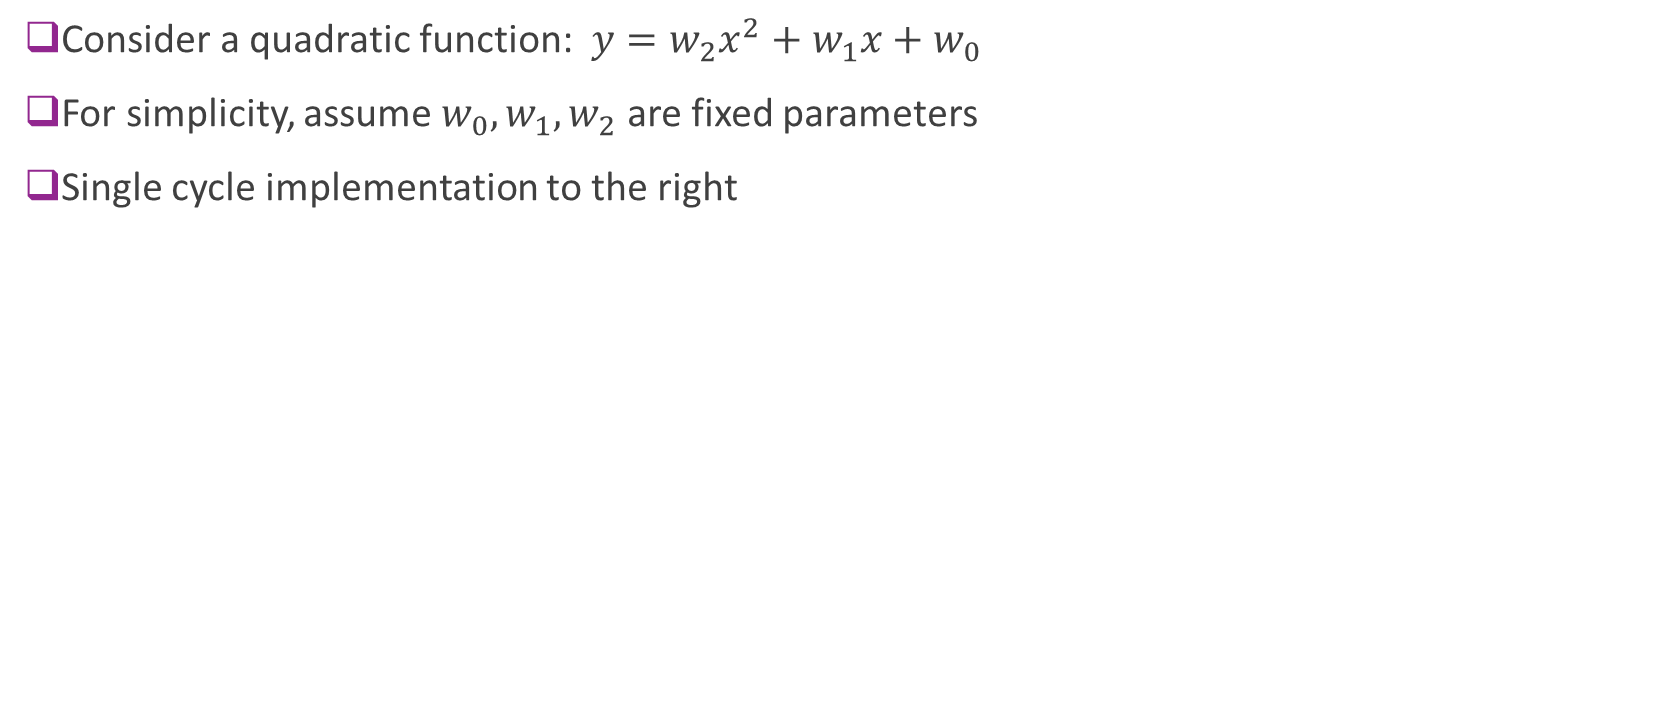 ❑Consider a quadratic function: y = w₂x² + w₁x + w₀
❑For simplicity, assume w₀, w₁, w₂ are fixed parameters
❑Single cycle implementation to the right